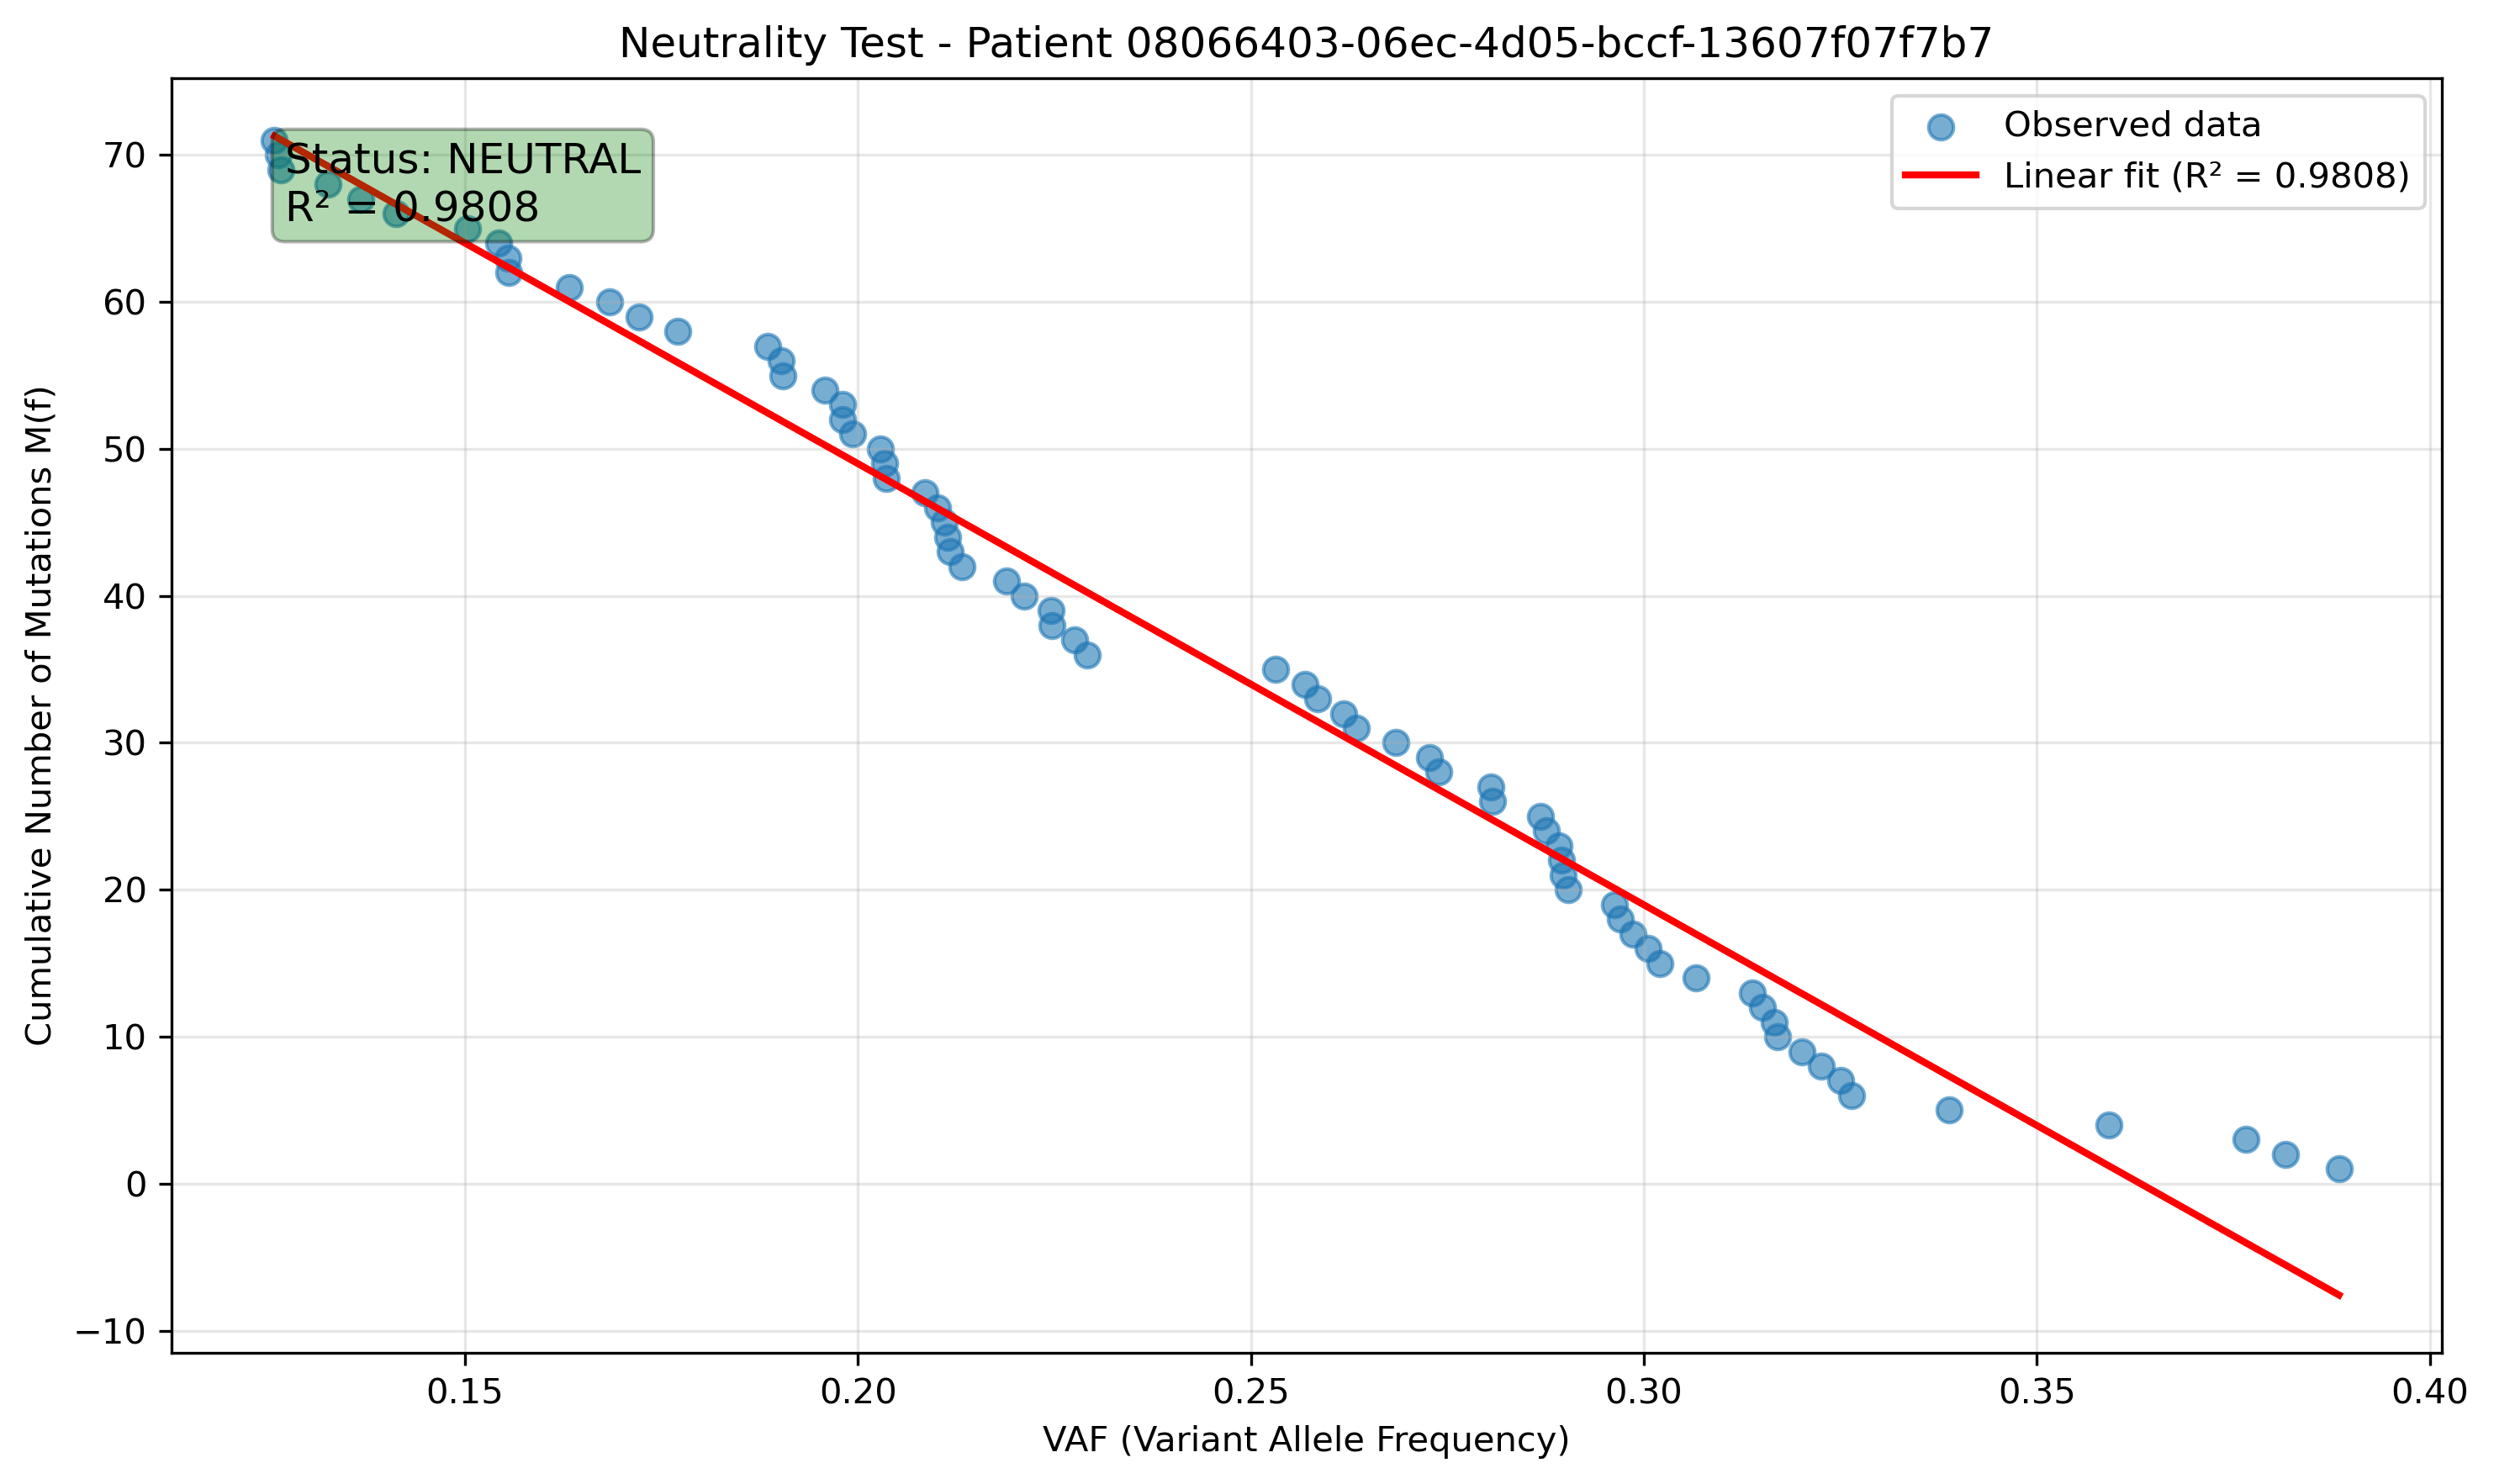 Neutrality Test - Patient 08066403-06ec-4d05-bccf-13607f07f7b7
Observed data
Linear fit (R² = 0.9808)
Status: NEUTRAL
R² = 0.9808
Cumulative Number of Mutations M(f)
70
60
50
40
30
20
10
0
−10
0.15
0.20
0.25
0.30
0.35
0.40
VAF (Variant Allele Frequency)